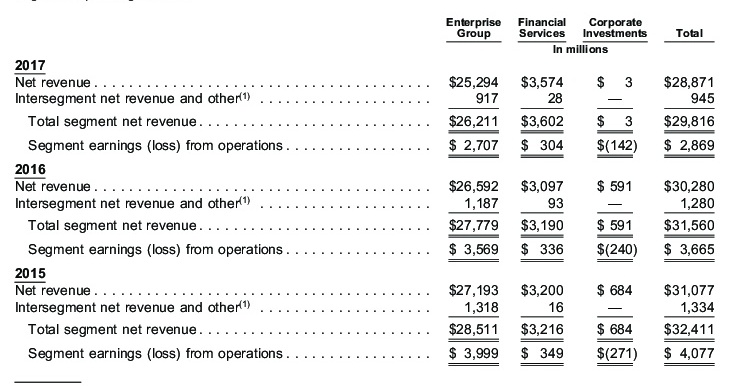 Enterprise Group Financial Services Corporate Investments Total
In millions
2017
Net revenue . . . . . . . . . . . . . . . . . . . . . . . . . . . . . . . . . . . . . . . $25,294 $3,574 $ 3 $28,871
Intersegment net revenue and other(1) . . . . . . . . . . . . . . . . . . . . 917 28 — 945
Total segment net revenue . . . . . . . . . . . . . . . . . . . . . . . . . . . $26,211 $3,602 $ 3 $29,816
Segment earnings (loss) from operations . . . . . . . . . . . . . . . . . $ 2,707 $ 304 $(142) $ 2,869
2016
Net revenue . . . . . . . . . . . . . . . . . . . . . . . . . . . . . . . . . . . . . . . $26,592 $3,097 $ 591 $30,280
Intersegment net revenue and other(1) . . . . . . . . . . . . . . . . . . . . 1,187 93 — 1,280
Total segment net revenue . . . . . . . . . . . . . . . . . . . . . . . . . . . $27,779 $3,190 $ 591 $31,560
Segment earnings (loss) from operations . . . . . . . . . . . . . . . . . $ 3,569 $ 336 $(240) $ 3,665
2015
Net revenue . . . . . . . . . . . . . . . . . . . . . . . . . . . . . . . . . . . . . . . $27,193 $3,200 $ 684 $31,077
Intersegment net revenue and other(1) . . . . . . . . . . . . . . . . . . . . 1,318 16 — 1,334
Total segment net revenue . . . . . . . . . . . . . . . . . . . . . . . . . . . $28,511 $3,216 $ 684 $32,411
Segment earnings (loss) from operations . . . . . . . . . . . . . . . . . $ 3,999 $ 349 $(271) $ 4,077